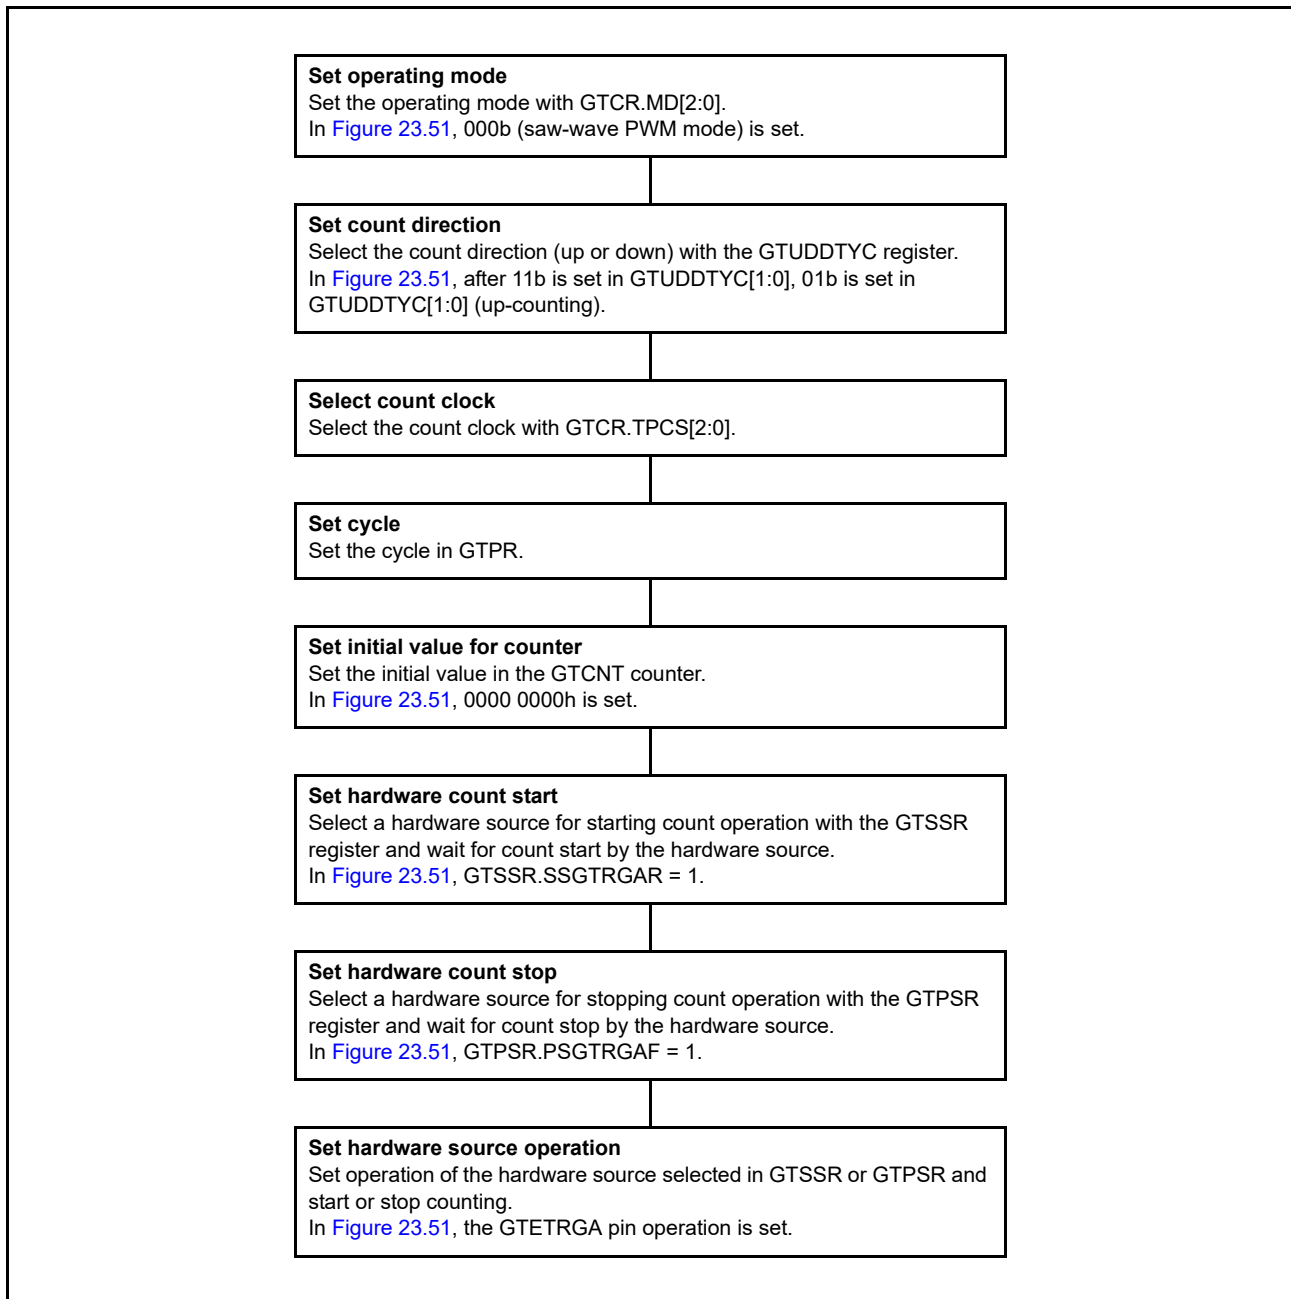 Set operating mode
Set the operating mode with GTCR.MD[2:0].
In Figure 23.51, 000b (saw-wave PWM mode) is set.
Set count direction
Select the count direction (up or down) with the GTUDDTYC register.
In Figure 23.51, after 11b is set in GTUDDTYC[1:0], 01b is set in
GTUDDTYC[1:0] (up-counting).
Select count clock
Select the count clock with GTCR.TPCS[2:0].
Set cycle
Set the cycle in GTPR.
Set initial value for counter
Set the initial value in the GTCNT counter.
In Figure 23.51, 0000 0000h is set.
Set hardware count start
Select a hardware source for starting count operation with the GTSSR
register and wait for count start by the hardware source.
In Figure 23.51, GTSSR.SSGTRGAR = 1.
Set hardware count stop
Select a hardware source for stopping count operation with the GTPSR
register and wait for count stop by the hardware source.
In Figure 23.51, GTPSR.PSGTRGAF = 1.
Set hardware source operation
Set operation of the hardware source selected in GTSSR or GTPSR and
start or stop counting.
In Figure 23.51, the GTETRGA pin operation is set.